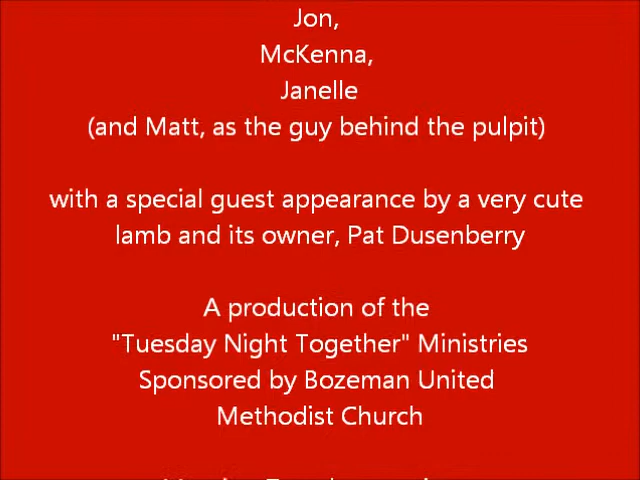 Jon,
McKenna,
Janelle
(and Matt, as the guy behind the pulpit)
with a special guest appearance by a very cute
lamb and its owner, Pat Dusenberry
A production of the
"Tuesday Night Together" Ministries
Sponsored by Bozeman United
Methodist Church